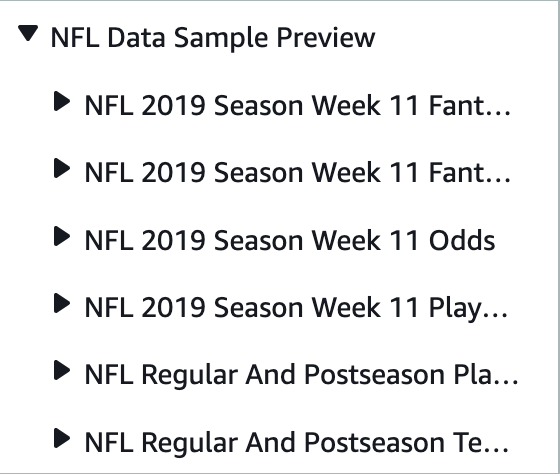 NFL Data Sample Preview
NFL 2019 Season Week 11 Fant...
NFL 2019 Season Week 11 Fant...
NFL 2019 Season Week 11 Odds
NFL 2019 Season Week 11 Play...
NFL Regular And Postseason Pla...
NFL Regular And Postseason Te...